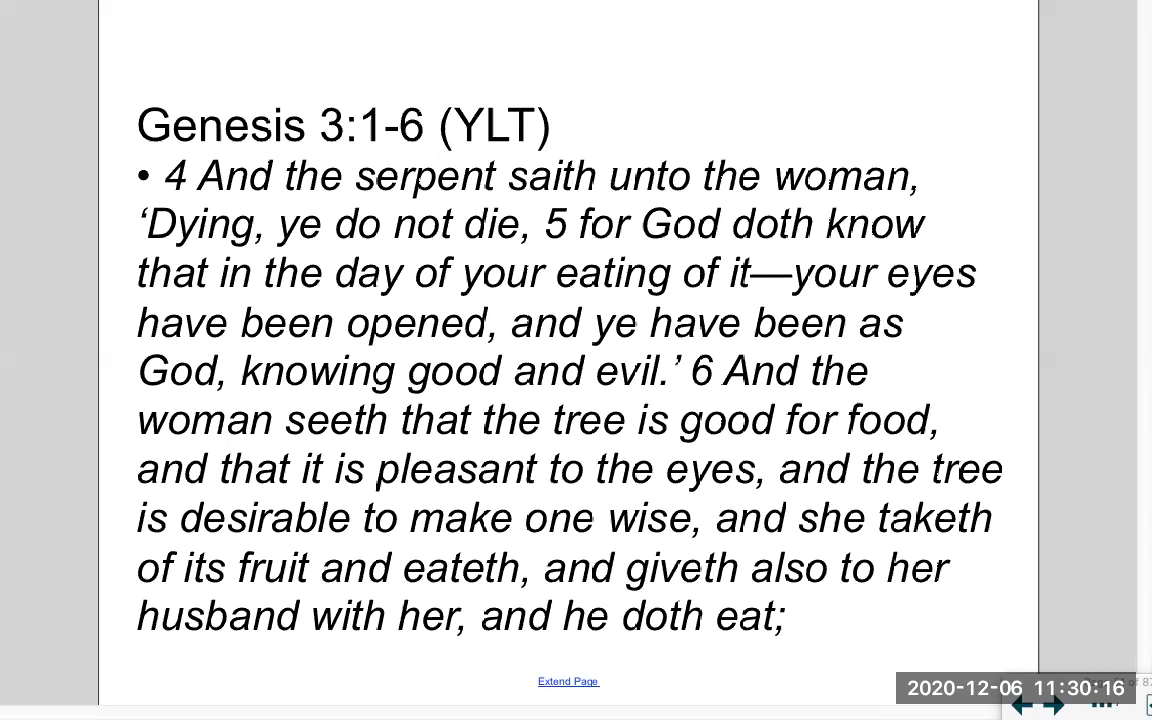 Genesis 3:1-6 (YLT)
• 4 And the serpent saith unto the woman,
‘Dying, ye do not die, 5 for God doth know
that in the day of your eating of it—your eyes
have been opened, and ye have been as
God, knowing good and evil.’ 6 And the
woman seeth that the tree is good for food,
and that it is pleasant to the eyes, and the tree
is desirable to make one wise, and she taketh
of its fruit and eateth, and giveth also to her
husband with her, and he doth eat;
Extend Page
2020-12-06 11:30:16